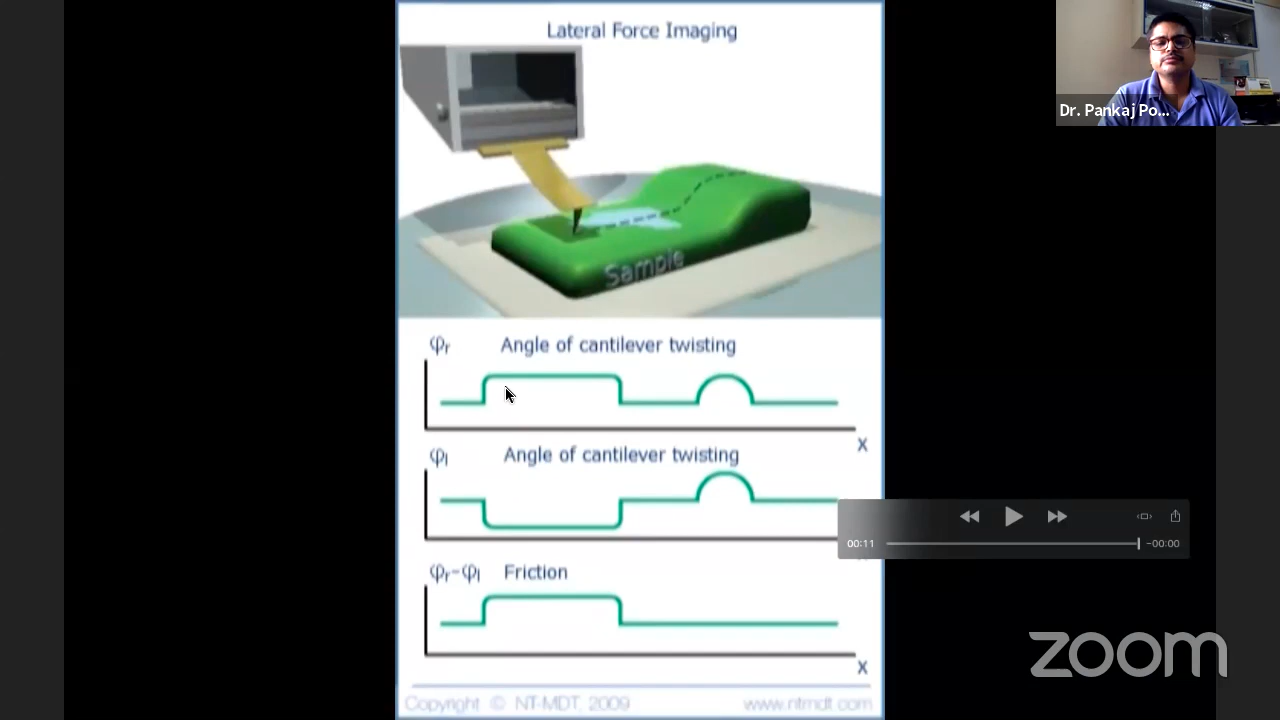 Lateral Force Imaging
Dr. Pankaj Po...
Sample
φr Angle of cantilever twisting
X
φl Angle of cantilever twisting
00:11 -00:00
φr-φl Friction
X
zoom
Copyright © NT-MDT, 2009 www.ntmdt.com